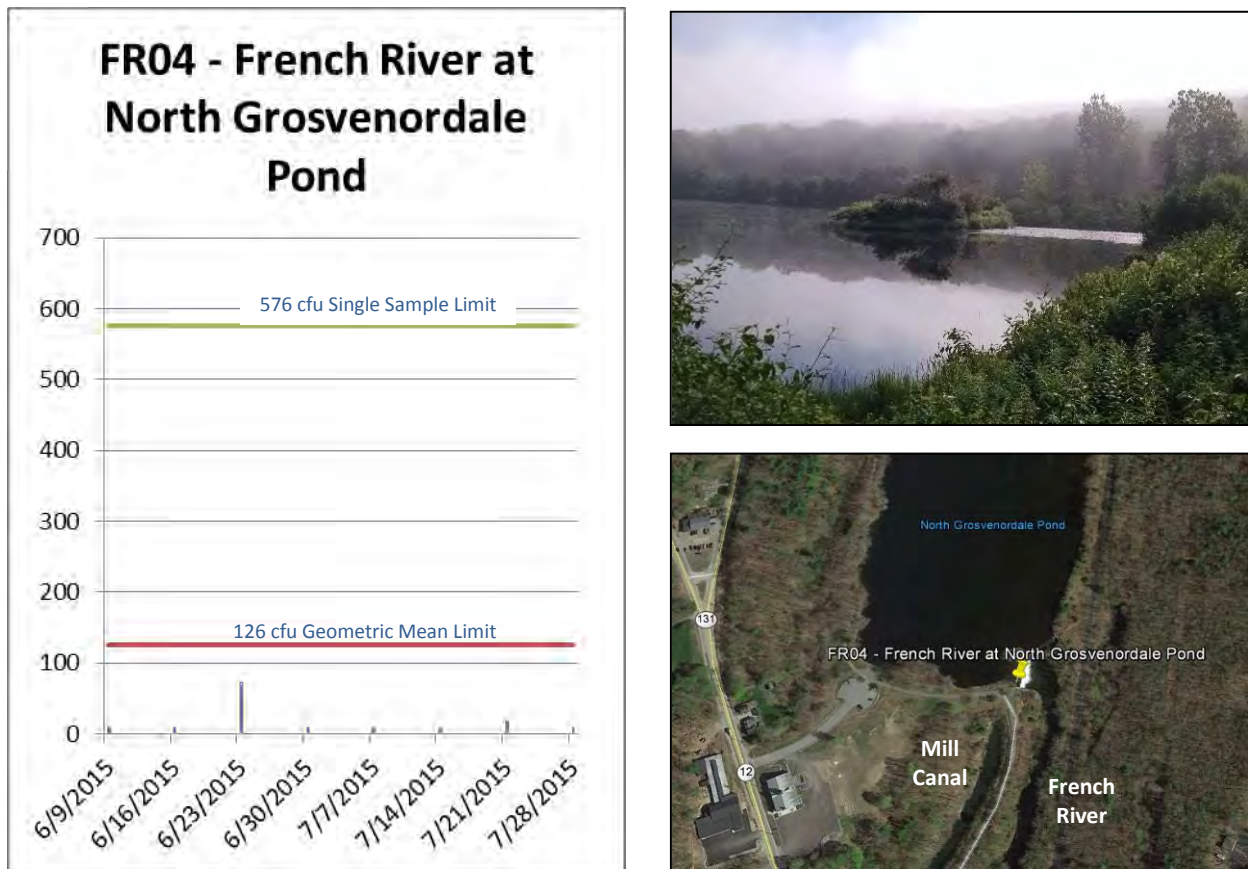 FR04 - French River at
North Grosvenordale
Pond
700
600
576 cfu Single Sample Limit
500
400
300
200
126 cfu Geometric Mean Limit
100
0
6/9/2015
6/16/2015
6/23/2015
6/30/2015
7/7/2015
7/14/2015
7/21/2015
7/28/2015
North Grosvenordale Pond
131
FR04 - French River at North Grosvenordale Pond
12
Mill
Canal
French
River